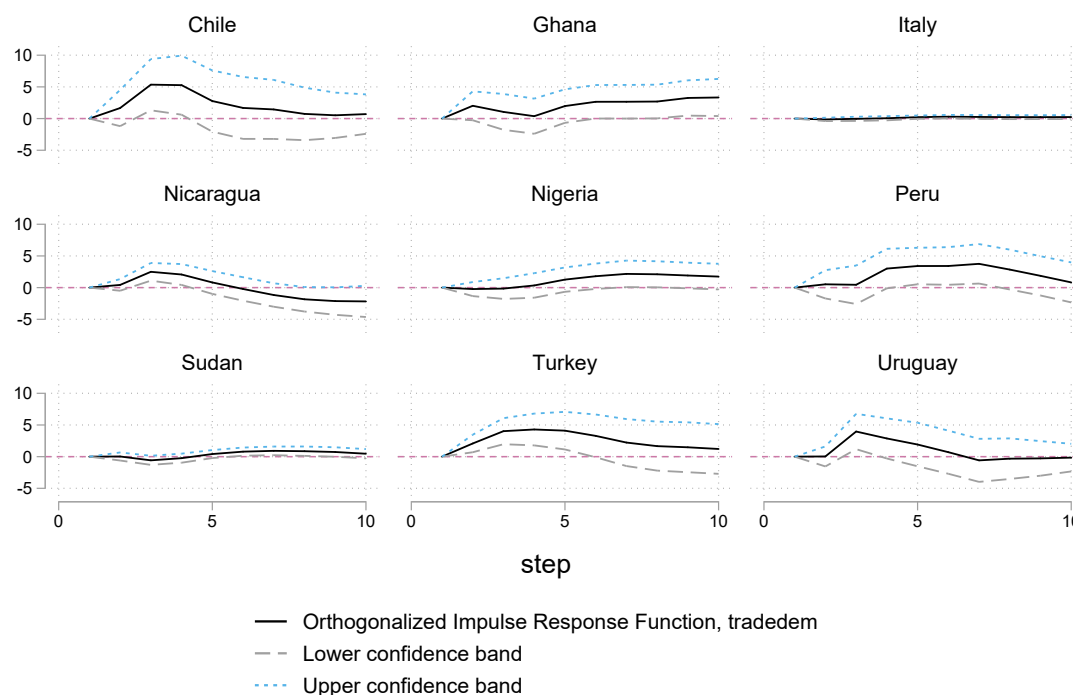 Chile Ghana Italy
10
5
0
-5
Nicaragua Nigeria Peru
10
5
0
-5
Sudan Turkey Uruguay
10
5
0
-5
0 5 10 0 5 10 0 5 10
step
Orthogonalized Impulse Response Function, tradedem
Lower confidence band
Upper confidence band